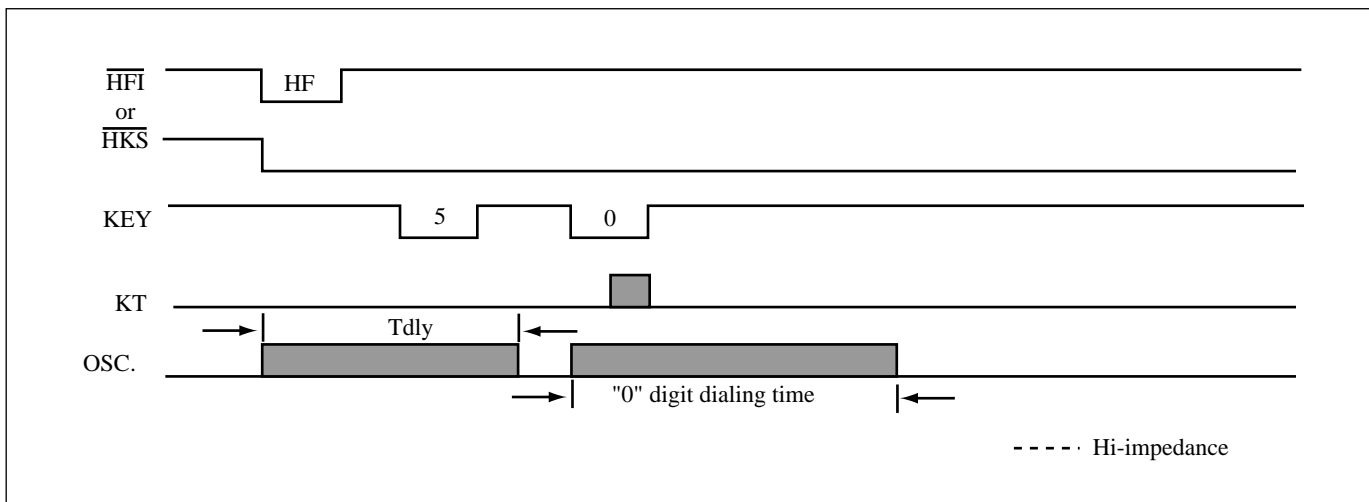 HFI
HF
or
HKS
KEY
5
0
KT
Tdly
OSC.
"0" digit dialing time
Hi-impedance